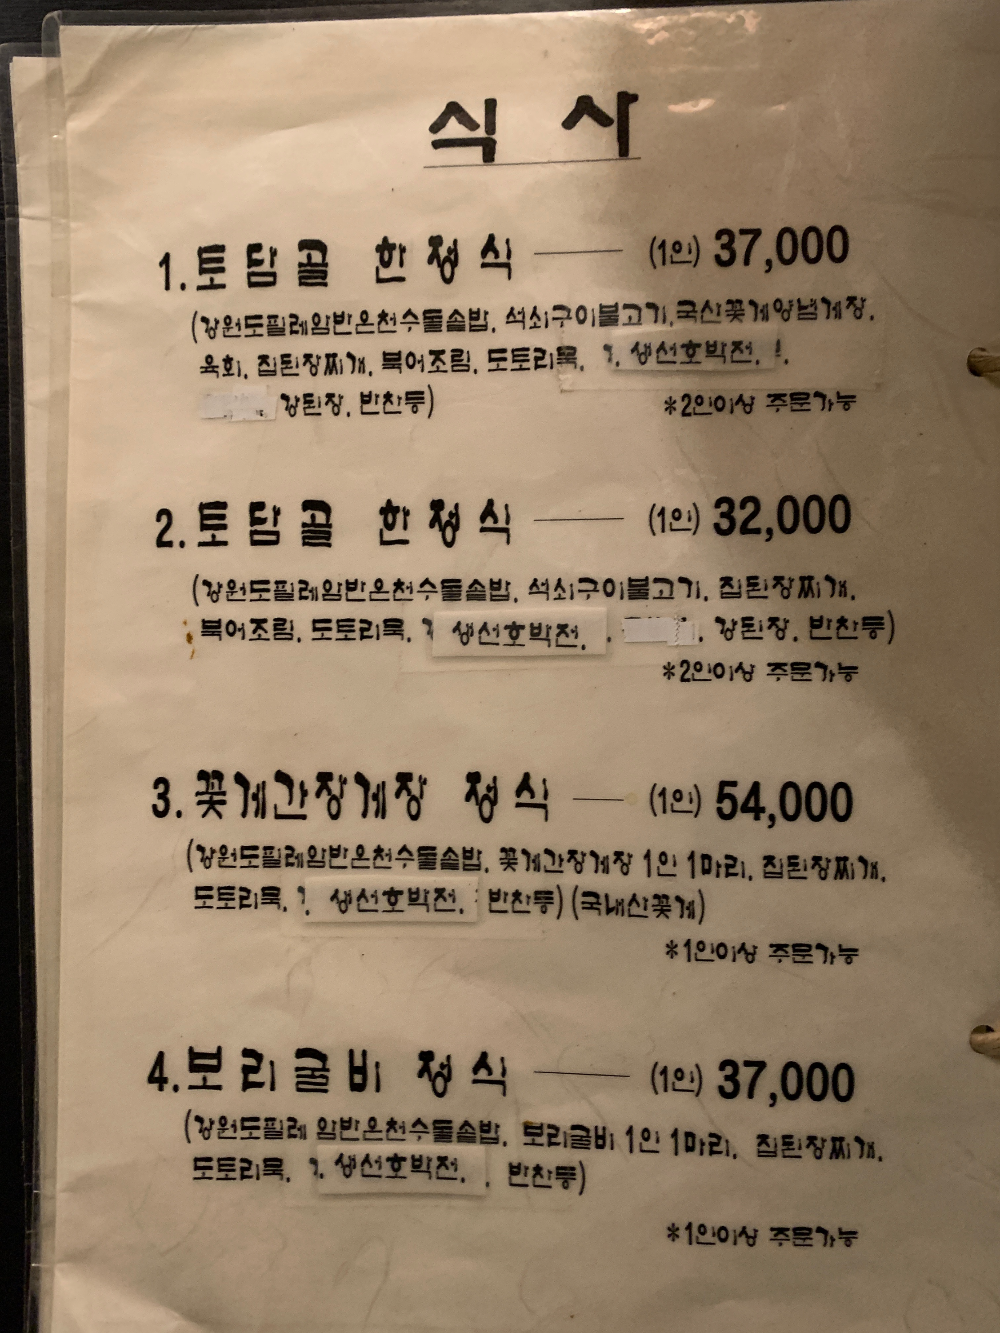 식 사
1. 토담골 한정식 — (1인) 37,000
(강원도필레암반온천수돌솥밥, 석쇠구이불고기, 국산꽃게양념게장,
육회, 집된장찌개, 북어조림, 도토리묵, 생선호박전,
강된장, 반찬등)
*2인이상 주문가능
2. 토담골 한정식 — (1인) 32,000
(강원도필레암반온천수돌솥밥, 석쇠구이불고기, 집된장찌개,
북어조림, 도토리묵, 생선호박전, 강된장, 반찬등)
*2인이상 주문가능
3. 꽃게간장게장 정식 — (1인) 54,000
(강원도필레암반온천수돌솥밥, 꽃게간장게장 1인 1마리, 집된장찌개,
도토리묵, 생선호박전, 반찬등) (국내산꽃게)
*1인이상 주문가능
4. 보리굴비 정식 — (1인) 37,000
(강원도필레 암반온천수돌솥밥, 보리굴비 1인 1마리, 집된장찌개,
도토리묵, 생선호박전, 반찬등)
*1인이상 주문가능